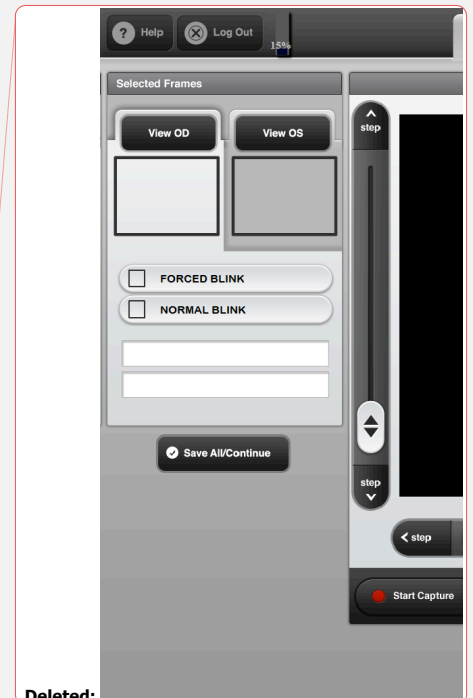 ? Help
Log Out
15%
Selected Frames
View OD
View OS
FORCED BLINK
NORMAL BLINK
Save All/Continue
step
step
step
Start Capture
Deleted: